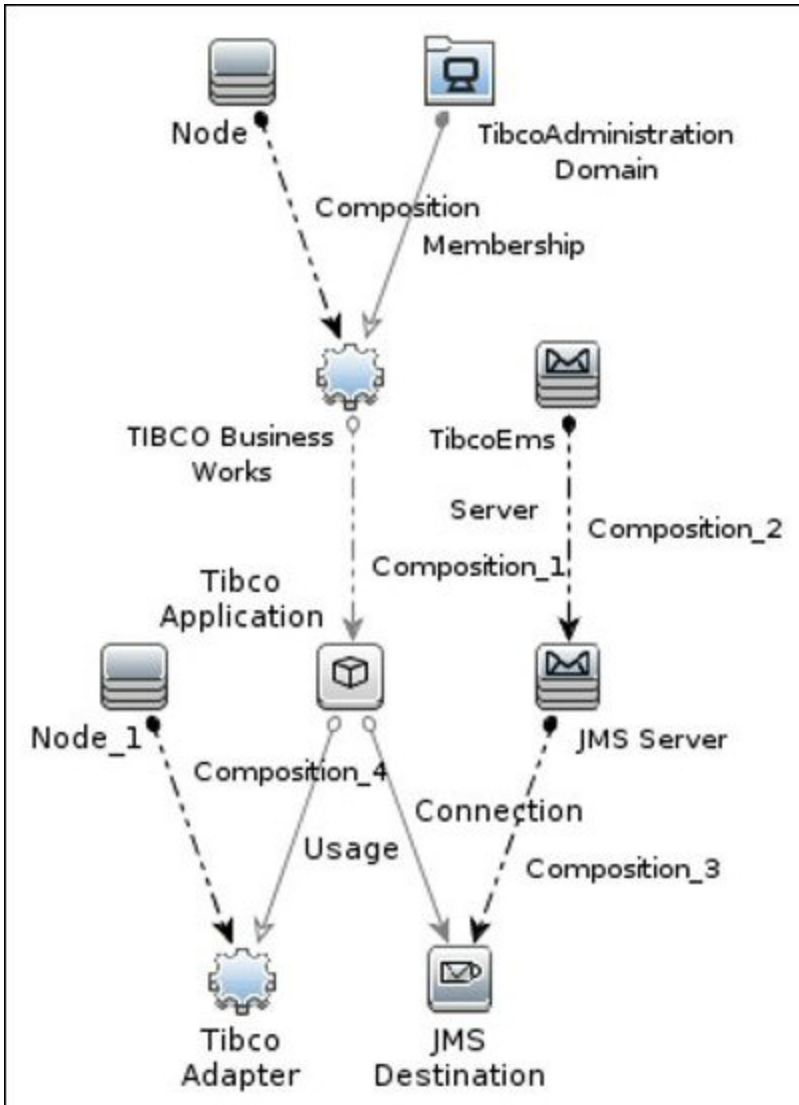 Node
TibcoAdministration
Domain
Composition
Membership
TIBCO Business
Works
TibcoEms
Server
Composition_2
Composition_1
Tibco
Application
Node_1
JMS Server
Composition_4
Connection
Usage
Composition_3
Tibco
Adapter
JMS
Destination